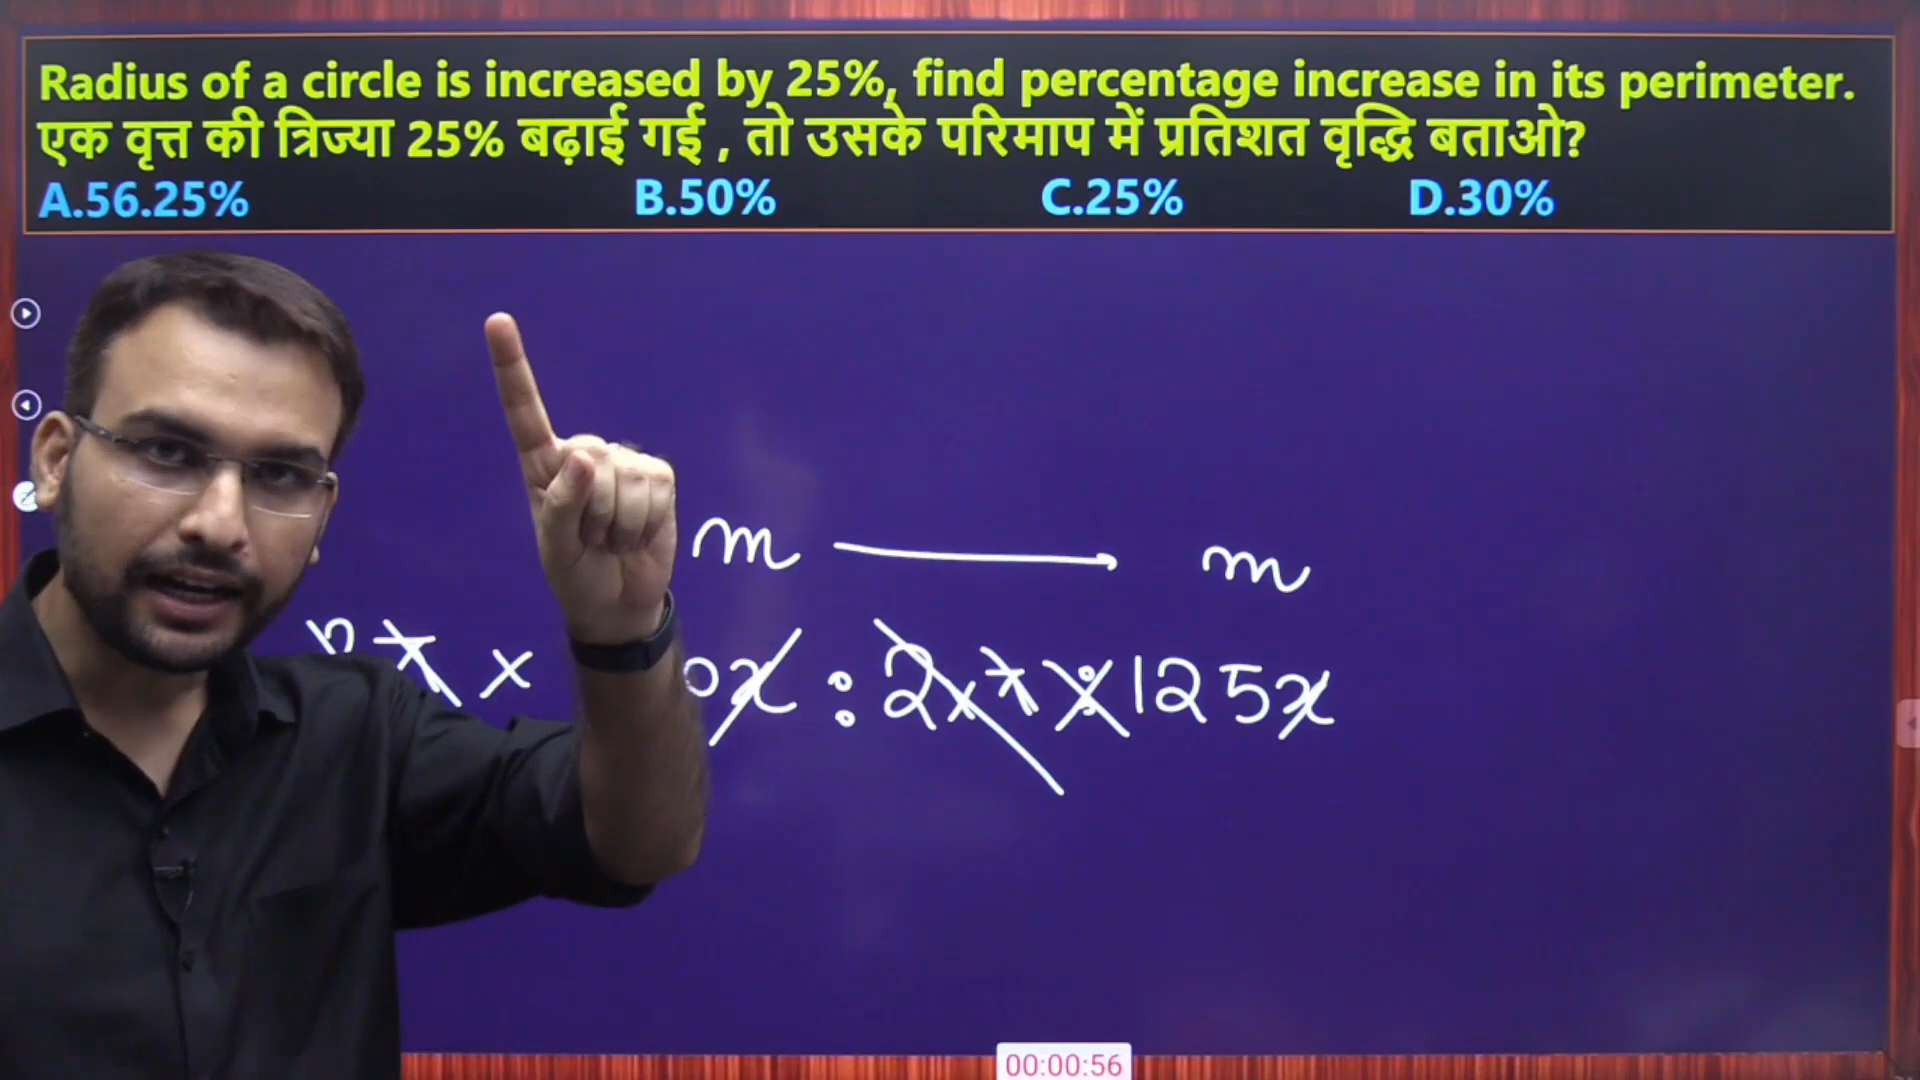 Radius of a circle is increased by 25%, find percentage increase in its perimeter.
एक वृत्त की त्रिज्या 25% बढ़ाई गई , तो उसके परिमाप में प्रतिशत वृद्धि बताओ?
A.56.25% B.50% C.25% D.30%
m → m
× 0x : 2 × π × 125x
00:00:56